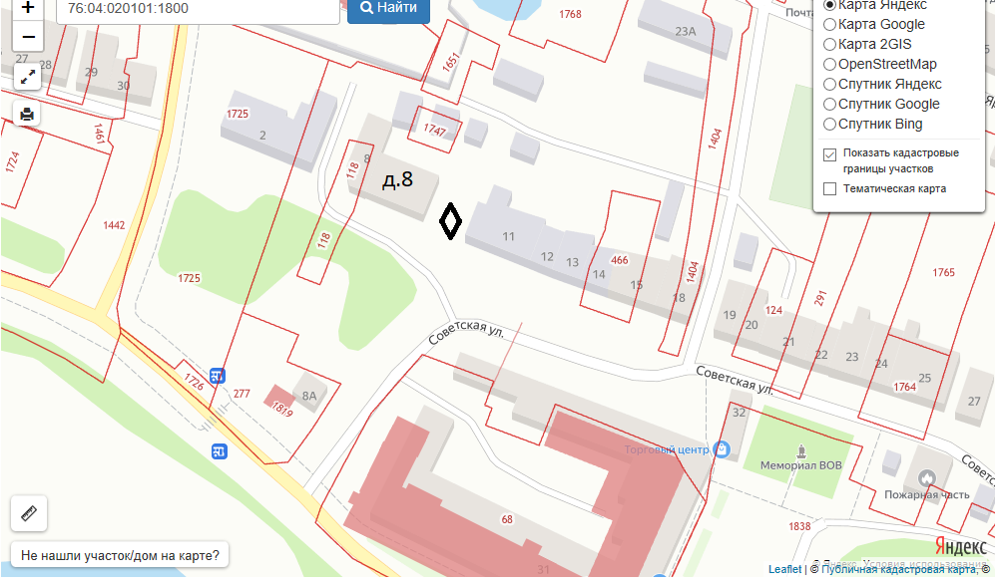 +
76:04:020101:1800
Найти
−
1768
Почт
Карта Яндекс
Карта Google
Карта 2GIS
OpenStreetMap
Спутник Яндекс
Спутник Google
Спутник Bing
Показать кадастровые
границы участков
Тематическая карта
23А
1651
27
28
29
30
1725
2
1747
1461
1724
1404
8
118
д.8
118
1442
11
12
13
14
466
15
18
1404
1725
1765
291
124
19
20
21
22
23
24
25
1764
27
Советская ул.
Советская ул.
1726
277
1819
8А
32
Торговый центр
Мемориал ВОВ
Советс
Пожарная часть
68
31
1838
Не нашли участок/дом на карте?
Яндекс
© Яндекс Условия использования
Leaflet | © Публичная кадастровая карта, ©